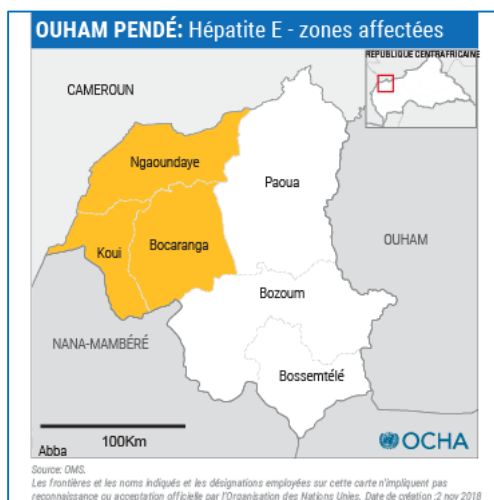 OUHAM PENDÉ: Hépatite E - zones affectées
RÉPUBLIQUE CENTRAFRICAINE
CAMEROUN
Ngaoundaye
Paoua
OUHAM
Koui
Bocaranga
Bozoum
NANA-MAMBÉRÉ
Bossemtélé
100Km
Abba
OCHA
Source: OMS.
Les frontières et les noms indiqués et les désignations employées sur cette carte n'impliquent pas
reconnaissance ou acceptation officielle par l'Organisation des Nations Unies. Date de création :2 nov 2018